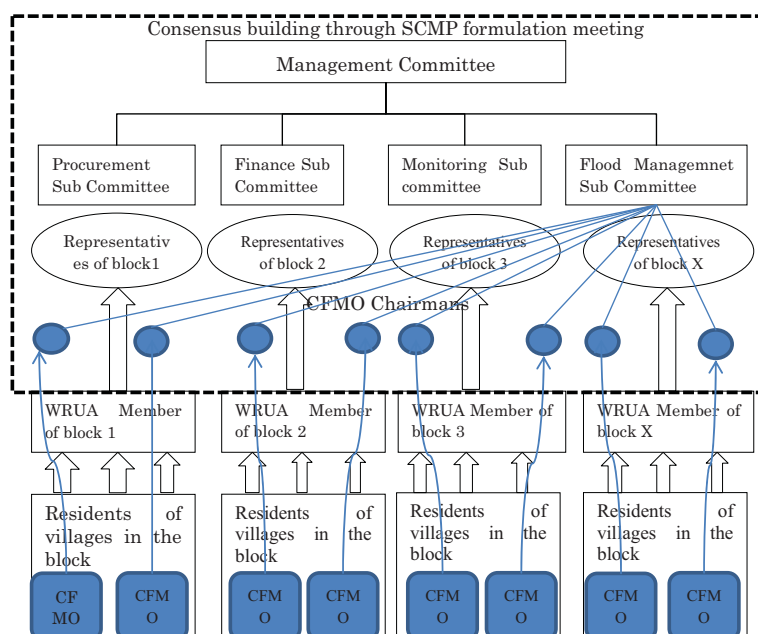 Consensus building through SCMP formulation meeting
Management Committee
Procurement
Sub Committee
Finance Sub
Committee
Monitoring Sub
committee
Flood Managemnet
Sub Committee
Representativ
es of block1
Representatives
of block 2
Representatives
of block 3
Representatives
of block X
CFMO Chairmans
WRUA Member
of block 1
WRUA Member
of block 2
WRUA Member of
block 3
WRUA Member of
block X
Residents of
villages in the
block
Residents of
villages in the
block
Residents of
villages in the
block
Residents of
villages in the
block
CF
MO
CFM
O
CFM
O
CFM
O
CFM
O
CFM
O
CFM
O
CFM
O